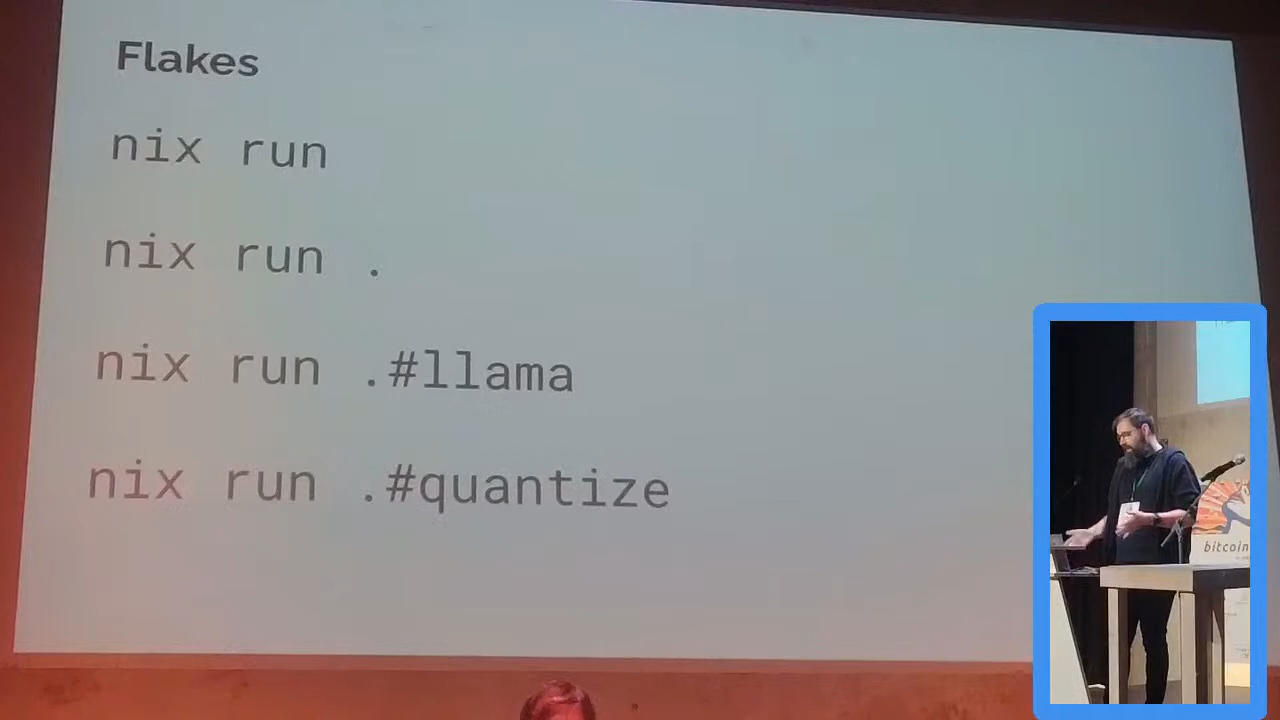 Flakes
nix run
nix run .
nix run .#llama
nix run .#quantize
bitcoin